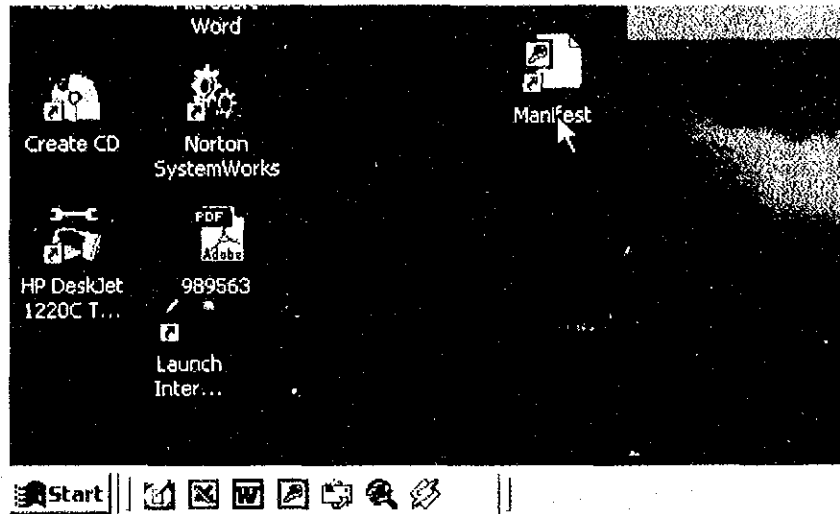 Word
Create CD
Norton
SystemWorks
Manifest
HP DeskJet
1220C T...
PDF
Adobe
989563
Launch
Inter...
Start